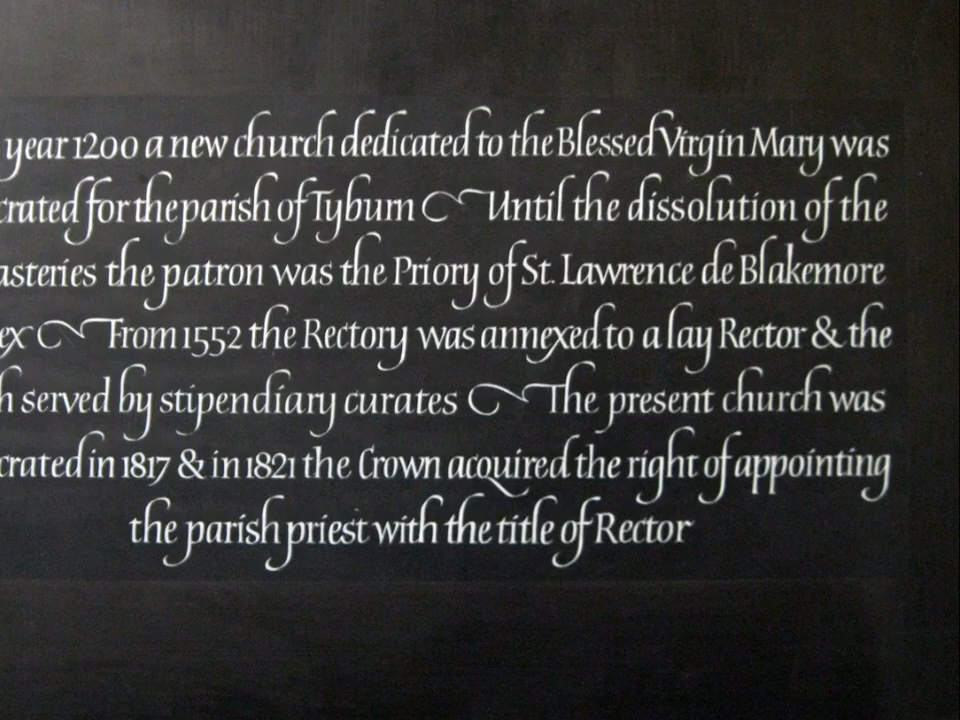 year 1200 a new church dedicated to the Blessed Virgin Mary was
crated for the parish of Tyburn Until the dissolution of the
asteries the patron was the Priory of St. Lawrence de Blakemore
ex From 1552 the Rectory was annexed to a lay Rector & the
h served by stipendiary curates The present church was
crated in 1817 & in 1821 the Crown acquired the right of appointing
the parish priest with the title of Rector